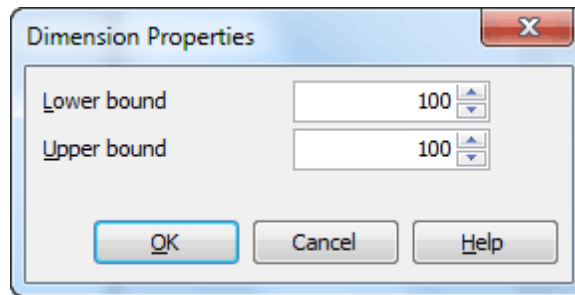 Dimension Properties
Lower bound 100
Upper bound 100
OK Cancel Help